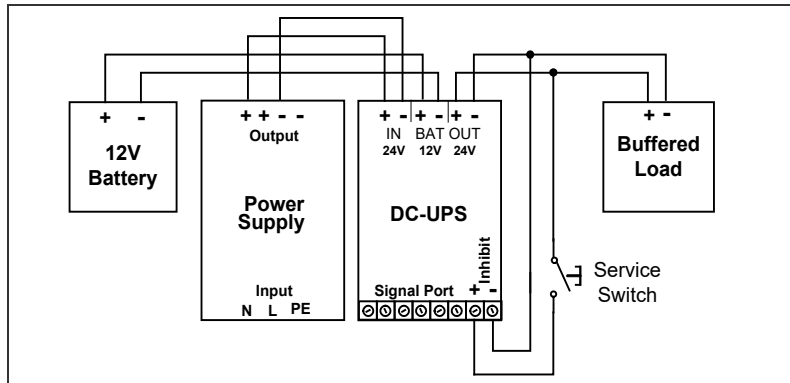 + -
12V
Battery
+ + - -
Output
Power
Supply
Input
N L PE
+ - + - + -
IN BAT OUT
24V 12V 24V
DC-UPS
Inhibit
Signal Port + -
+ -
Buffered
Load
Service
Switch